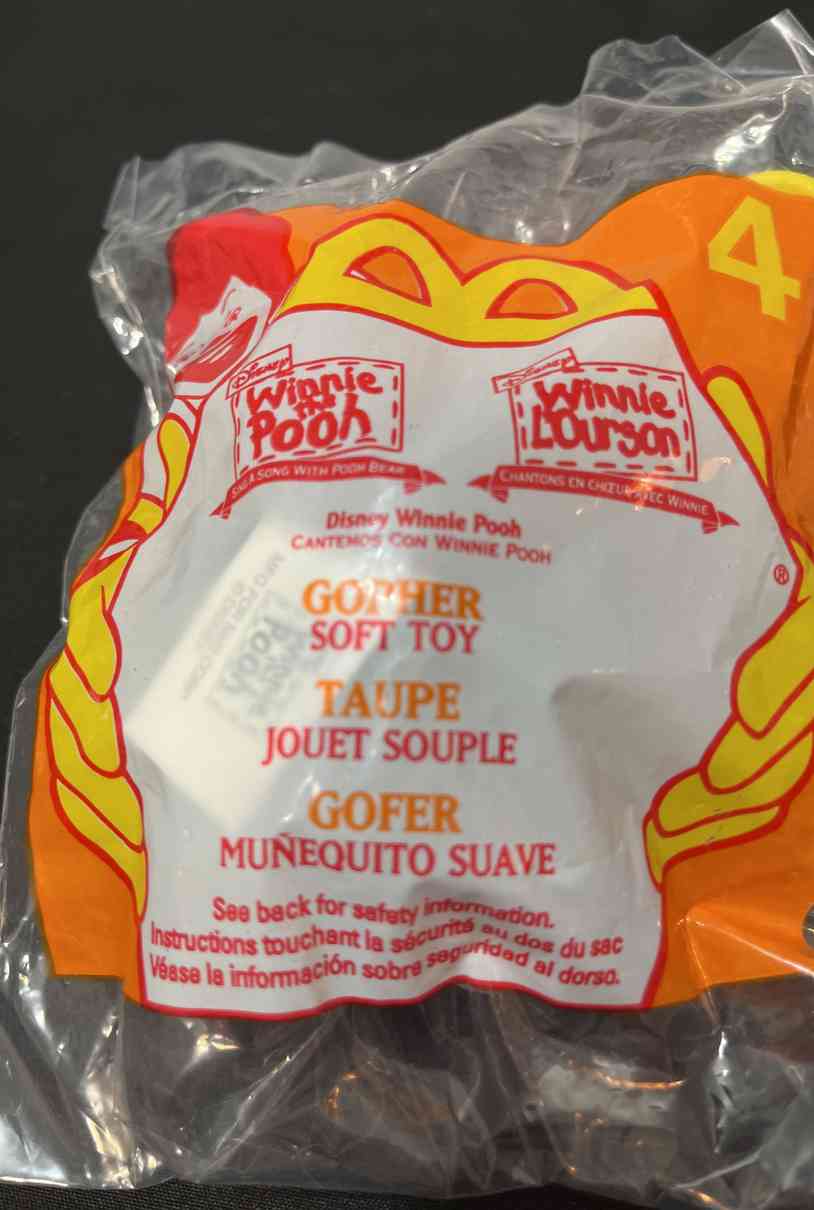 4
Disney
Winnie
the
Pooh
SING A SONG WITH POOH BEAR
Disney
Winnie
L'Ourson
CHANTONS EN CHŒUR AVEC WINNIE
Disney Winnie Pooh
CANTEMOS CON WINNIE POOH
®
GOPHER
SOFT TOY
TAUPE
JOUET SOUPLE
GOFER
MUÑEQUITO SUAVE
See back for safety information.
Instructions touchant la sécurité au dos du sac
Véase la información sobre seguridad al dorso.
POOH